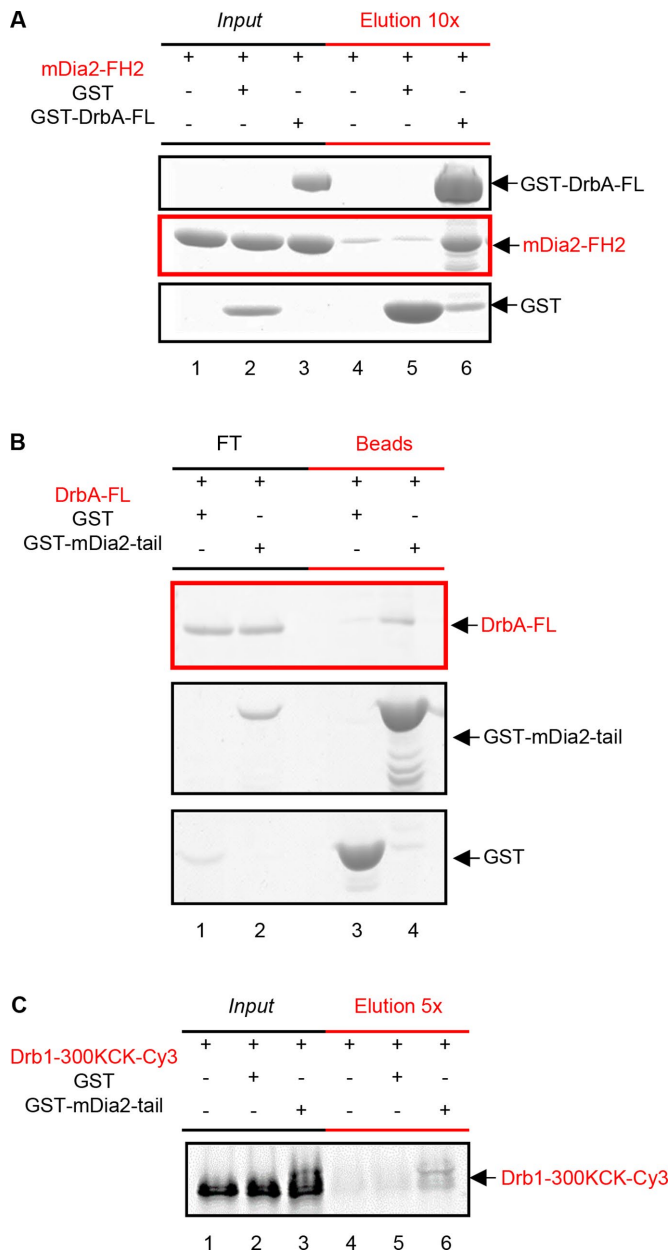 A
Input Elution 10x
mDia2-FH2 + + + + + +
GST - + - - + -
GST-DrbA-FL - - + - - +
GST-DrbA-FL
mDia2-FH2
GST
1 2 3 4 5 6
B
FT Beads
DrbA-FL + + + +
GST + - + -
GST-mDia2-tail - + - +
DrbA-FL
GST-mDia2-tail
GST
1 2 3 4
C
Input Elution 5x
Drb1-300KCK-Cy3 + + + + + +
GST - + - - + -
GST-mDia2-tail - - + - - +
Drb1-300KCK-Cy3
1 2 3 4 5 6